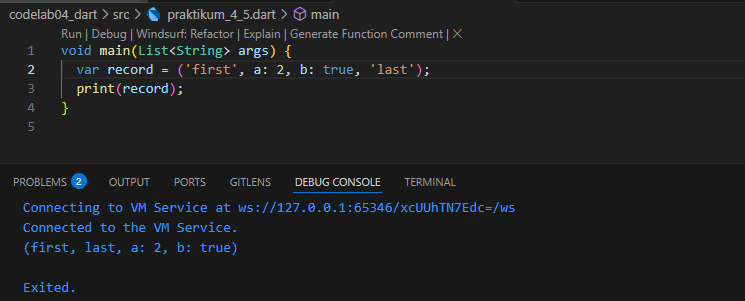 codelab04_dart > src > praktikum_4_5.dart > main
Run | Debug | Windsurf: Refactor | Explain | Generate Function Comment | ×
1 void main(List<String> args) {
2   var record = ('first', a: 2, b: true, 'last');
3   print(record);
4 }
5
PROBLEMS 2 OUTPUT PORTS GITLENS DEBUG CONSOLE TERMINAL
Connecting to VM Service at ws://127.0.0.1:65346/xcUUhTN7Edc=/ws
Connected to the VM Service.
(first, last, a: 2, b: true)
Exited.